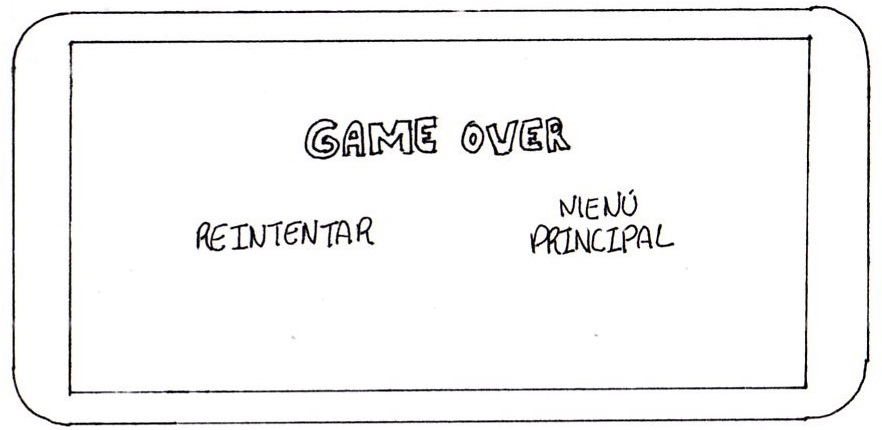 GAME OVER
REINTENTAR
MENÚ
PRINCIPAL